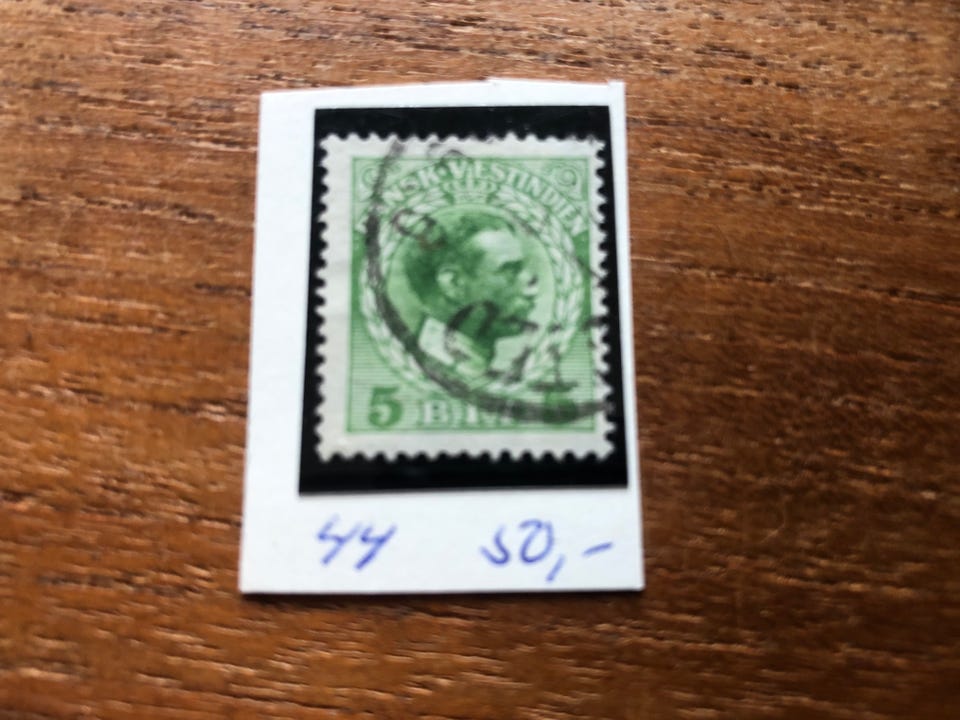 DANSK·VESTINDIEN
5 BIT 5
44 50,-